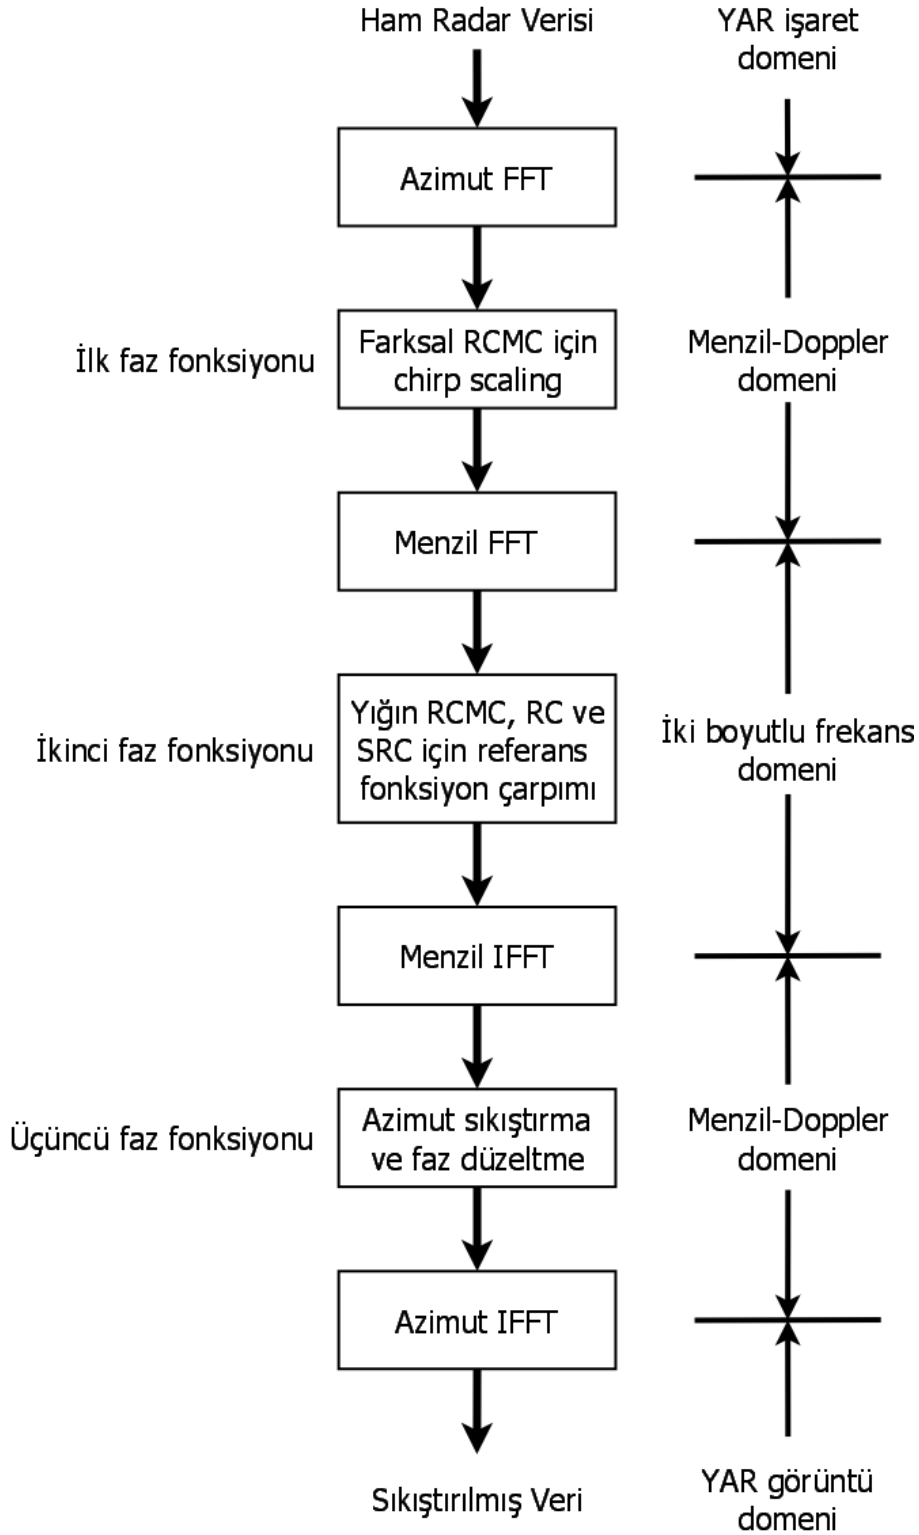 Ham Radar Verisi
YAR işaret
domeni
Azimut FFT
İlk faz fonksiyonu
Farksal RCMC için
chirp scaling
Menzil-Doppler
domeni
Menzil FFT
İkinci faz fonksiyonu
Yığın RCMC, RC ve
SRC için referans
fonksiyon çarpımı
İki boyutlu frekans
domeni
Menzil IFFT
Üçüncü faz fonksiyonu
Azimut sıkıştırma
ve faz düzeltme
Menzil-Doppler
domeni
Azimut IFFT
Sıkıştırılmış Veri
YAR görüntü
domeni